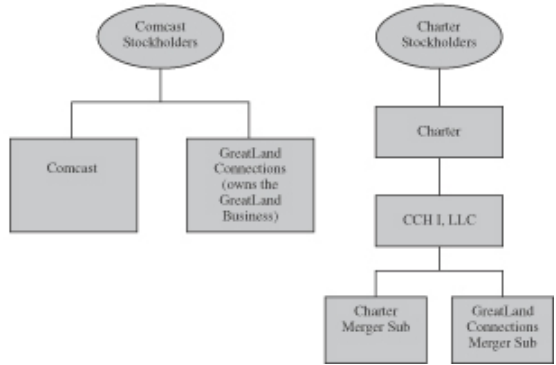 Comcast
Stockholders
Comcast
GreatLand
Connections
(owns the
GreatLand
Business)
Charter
Stockholders
Charter
CCH I, LLC
Charter
Merger Sub
GreatLand
Connections
Merger Sub